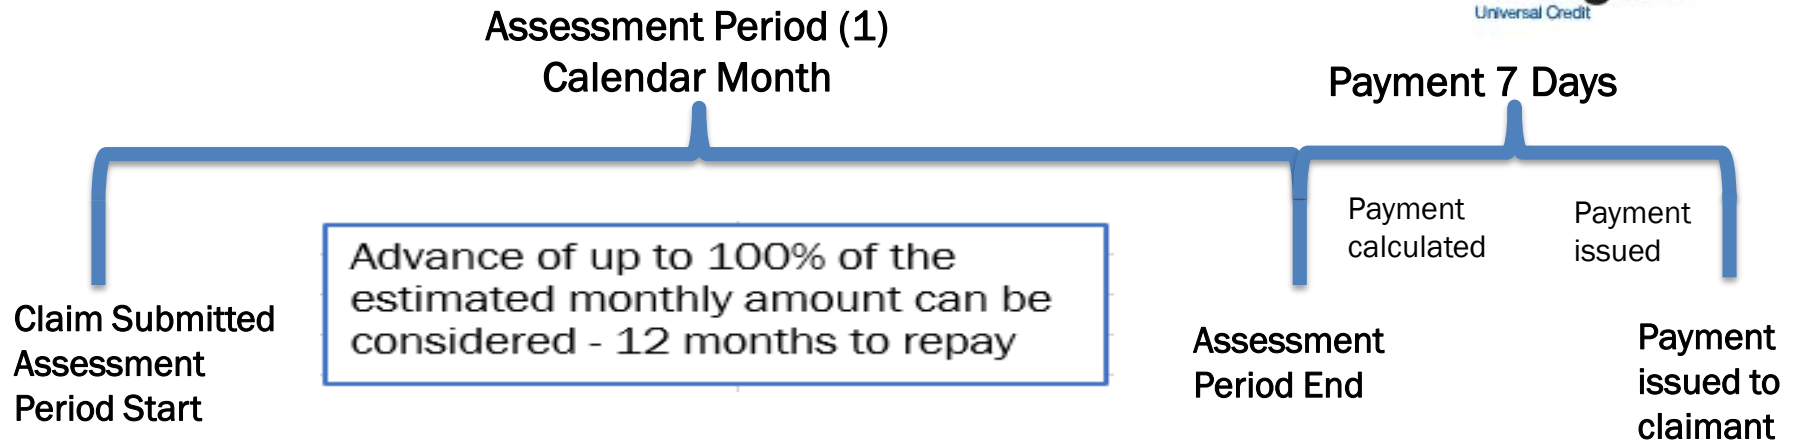 Universal Credit
Assessment Period (1)
Calendar Month
Payment 7 Days
Payment
calculated
Payment
issued
Advance of up to 100% of the
estimated monthly amount can be
considered - 12 months to repay
Claim Submitted
Assessment
Period Start
Assessment
Period End
Payment
issued to
claimant